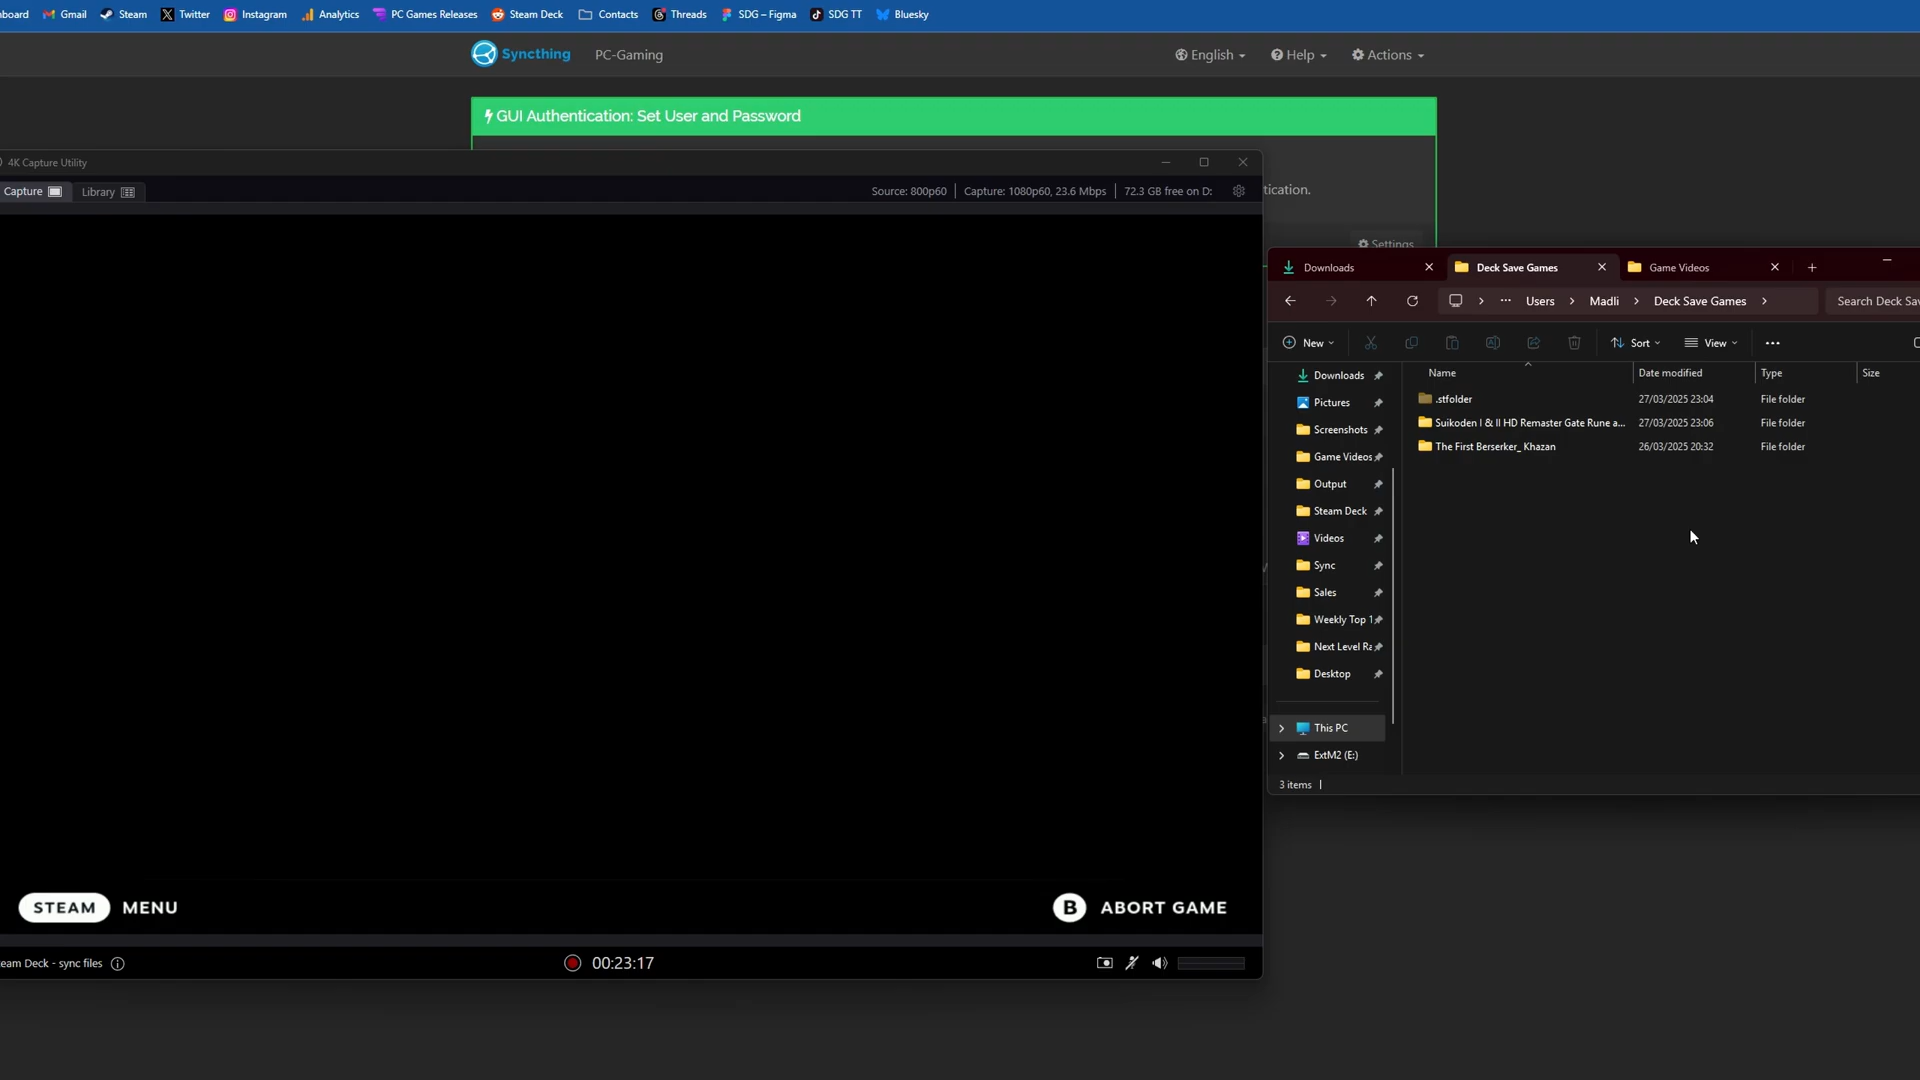 board Gmail Steam Twitter Instagram Analytics PC Games Releases Steam Deck Contacts Threads SDG – Figma SDG TT Bluesky
Syncthing PC-Gaming English Help Actions
GUI Authentication: Set User and Password
4K Capture Utility
Capture Library Source: 800p60 Capture: 1080p60, 23.6 Mbps 72.3 GB free on D:
tication.
Settings
Downloads Deck Save Games Game Videos
Users Madli Deck Save Games Search Deck Sav
New Sort View
Name Date modified Type Size
Downloads
Pictures
Screenshots
Game Videos
Output
Steam Deck
Videos
Sync
Sales
Weekly Top 1
Next Level Ra
Desktop
This PC
ExtM2 (E:)
.stfolder 27/03/2025 23:04 File folder
Suikoden I & II HD Remaster Gate Rune a... 27/03/2025 23:06 File folder
The First Berserker_ Khazan 26/03/2025 20:32 File folder
3 items
STEAM MENU B ABORT GAME
eam Deck - sync files 00:23:17